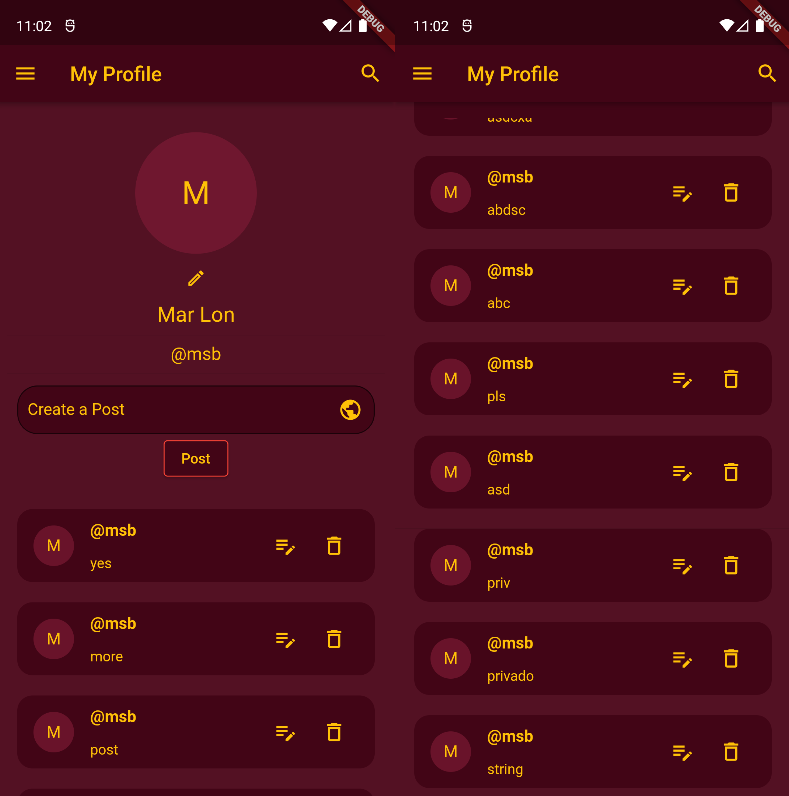 11:02
DEBUG
My Profile
M
Mar Lon
@msb
Create a Post
Post
M
@msb
yes
M
@msb
more
M
@msb
post
11:02
DEBUG
My Profile
M
@msb
abdsc
M
@msb
abc
M
@msb
pls
M
@msb
asd
M
@msb
priv
M
@msb
privado
M
@msb
string